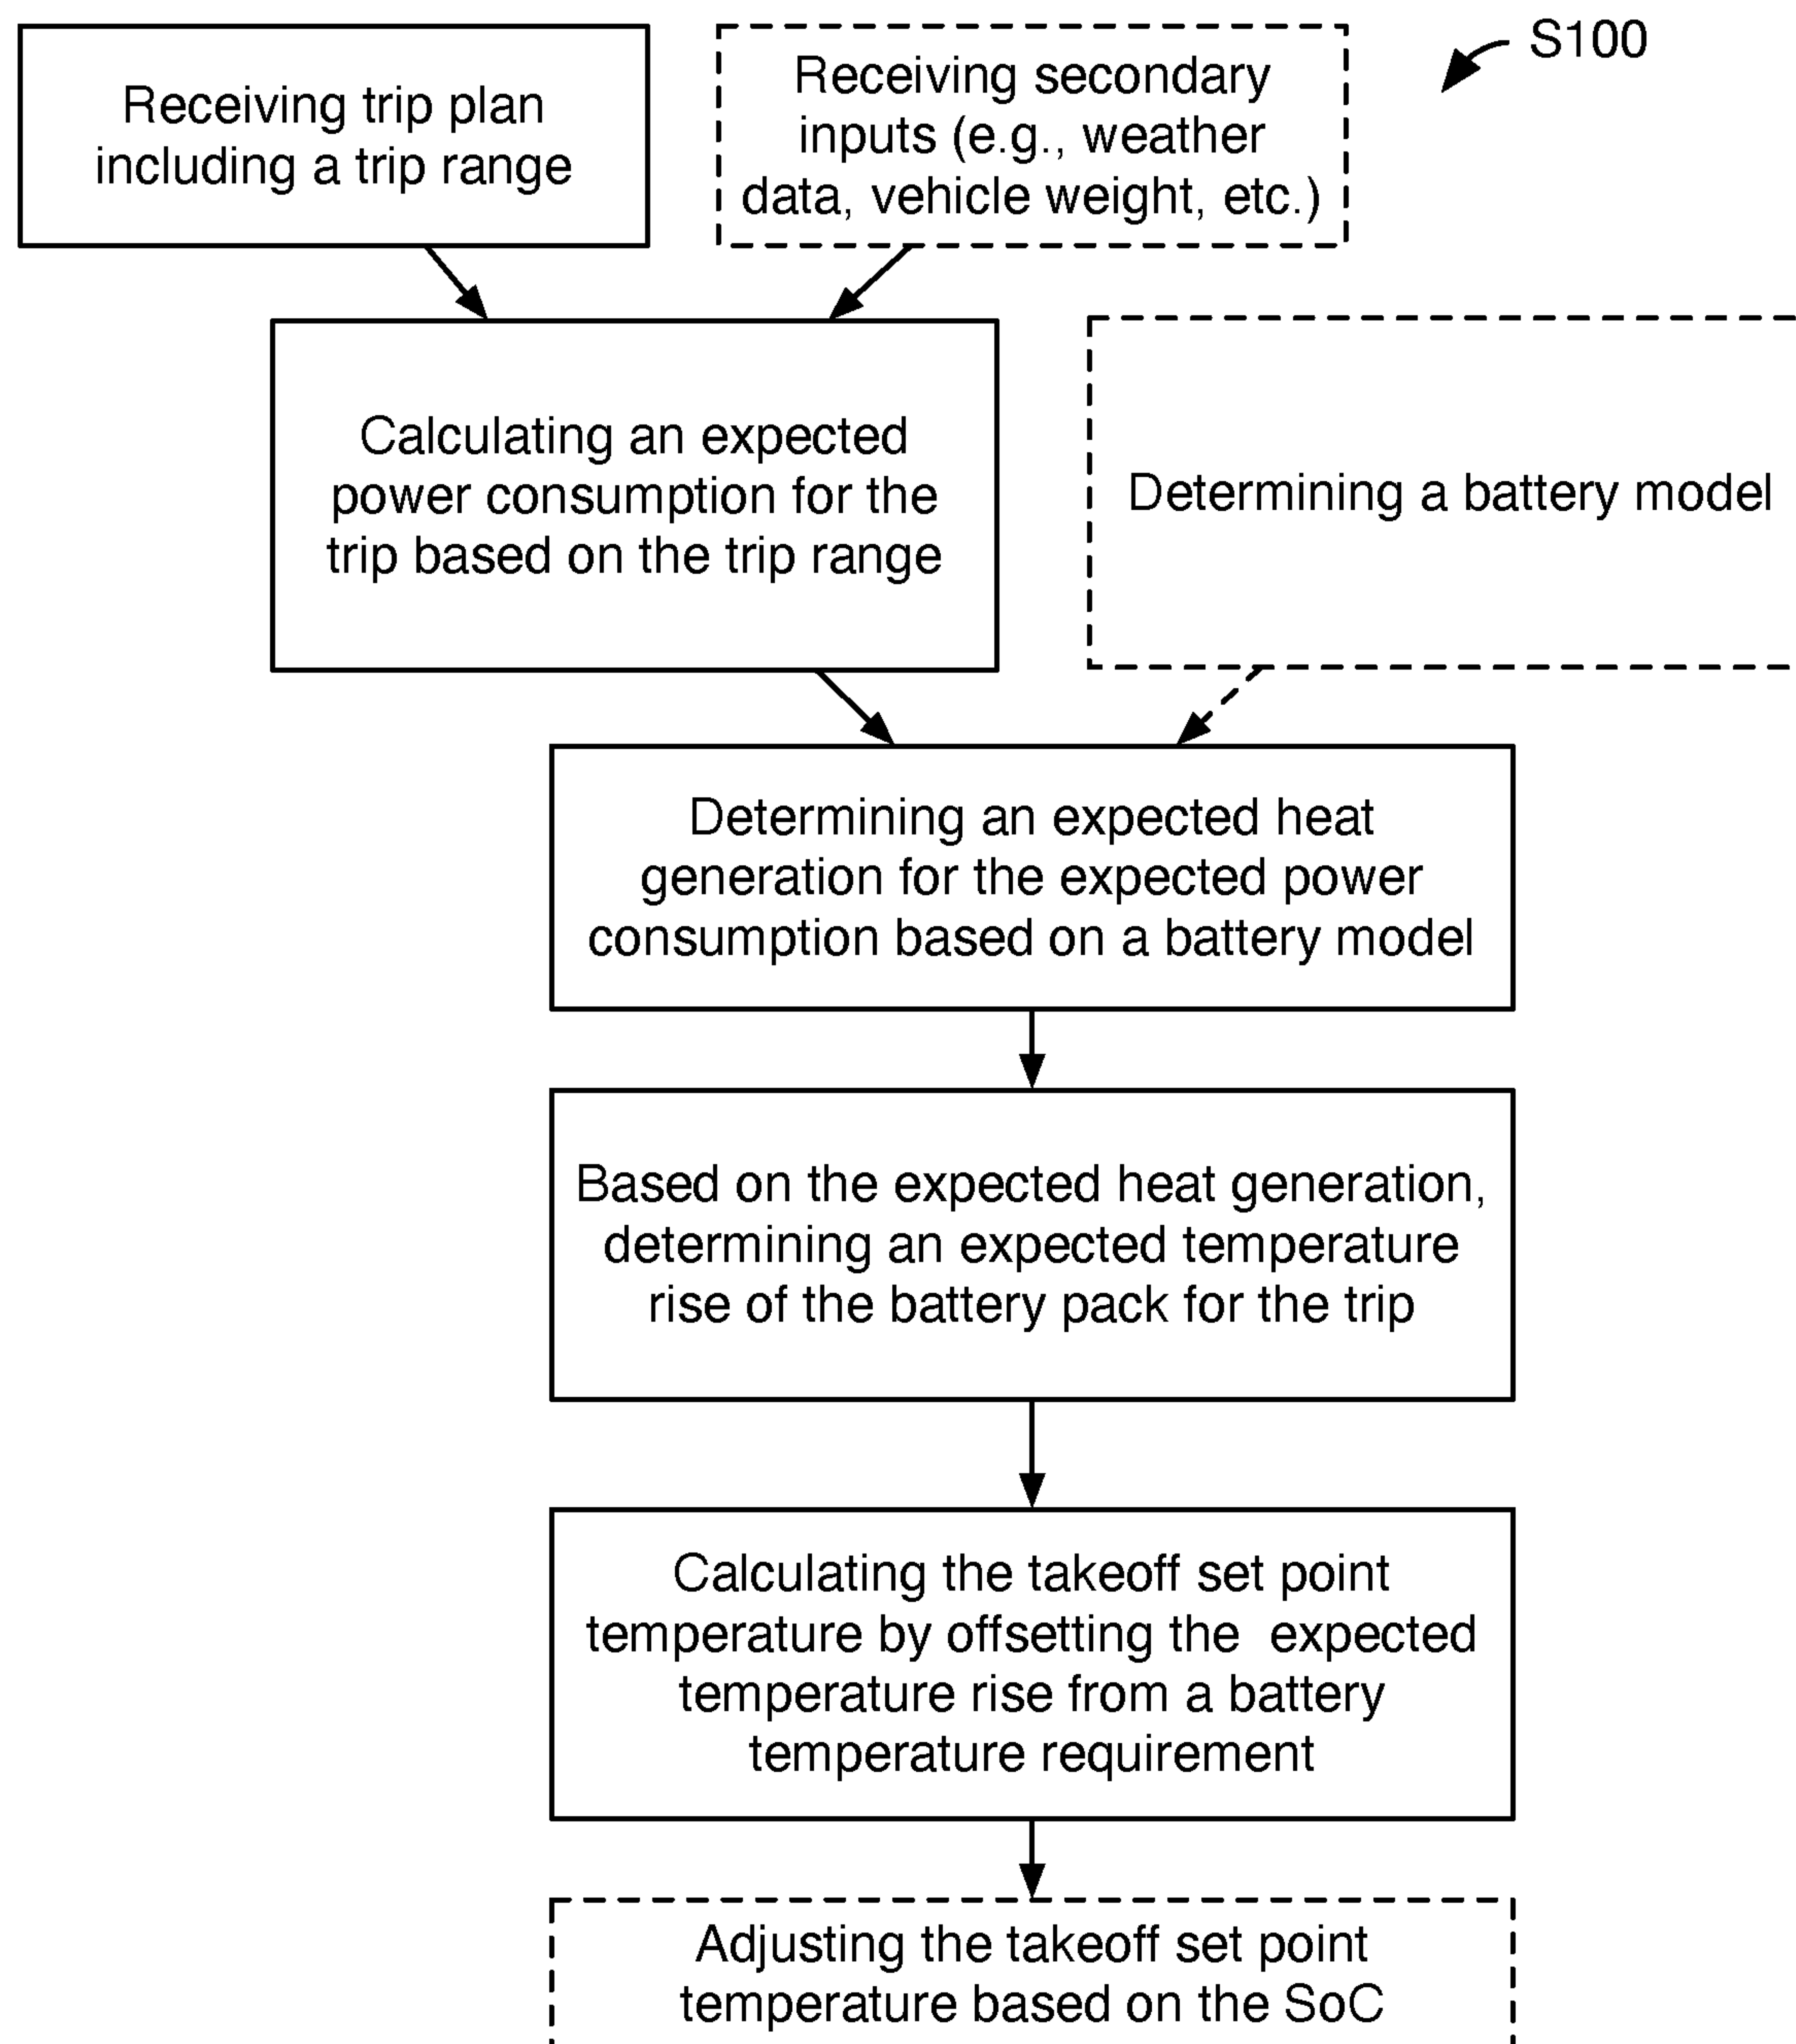 Receiving trip plan
including a trip range
Receiving secondary
inputs (e.g., weather
data, vehicle weight, etc.)
S100
Calculating an expected
power consumption for the
trip based on the trip range
Determining a battery model
Determining an expected heat
generation for the expected power
consumption based on a battery model
Based on the expected heat generation,
determining an expected temperature
rise of the battery pack for the trip
Calculating the takeoff set point
temperature by offsetting the expected
temperature rise from a battery
temperature requirement
Adjusting the takeoff set point
temperature based on the SoC